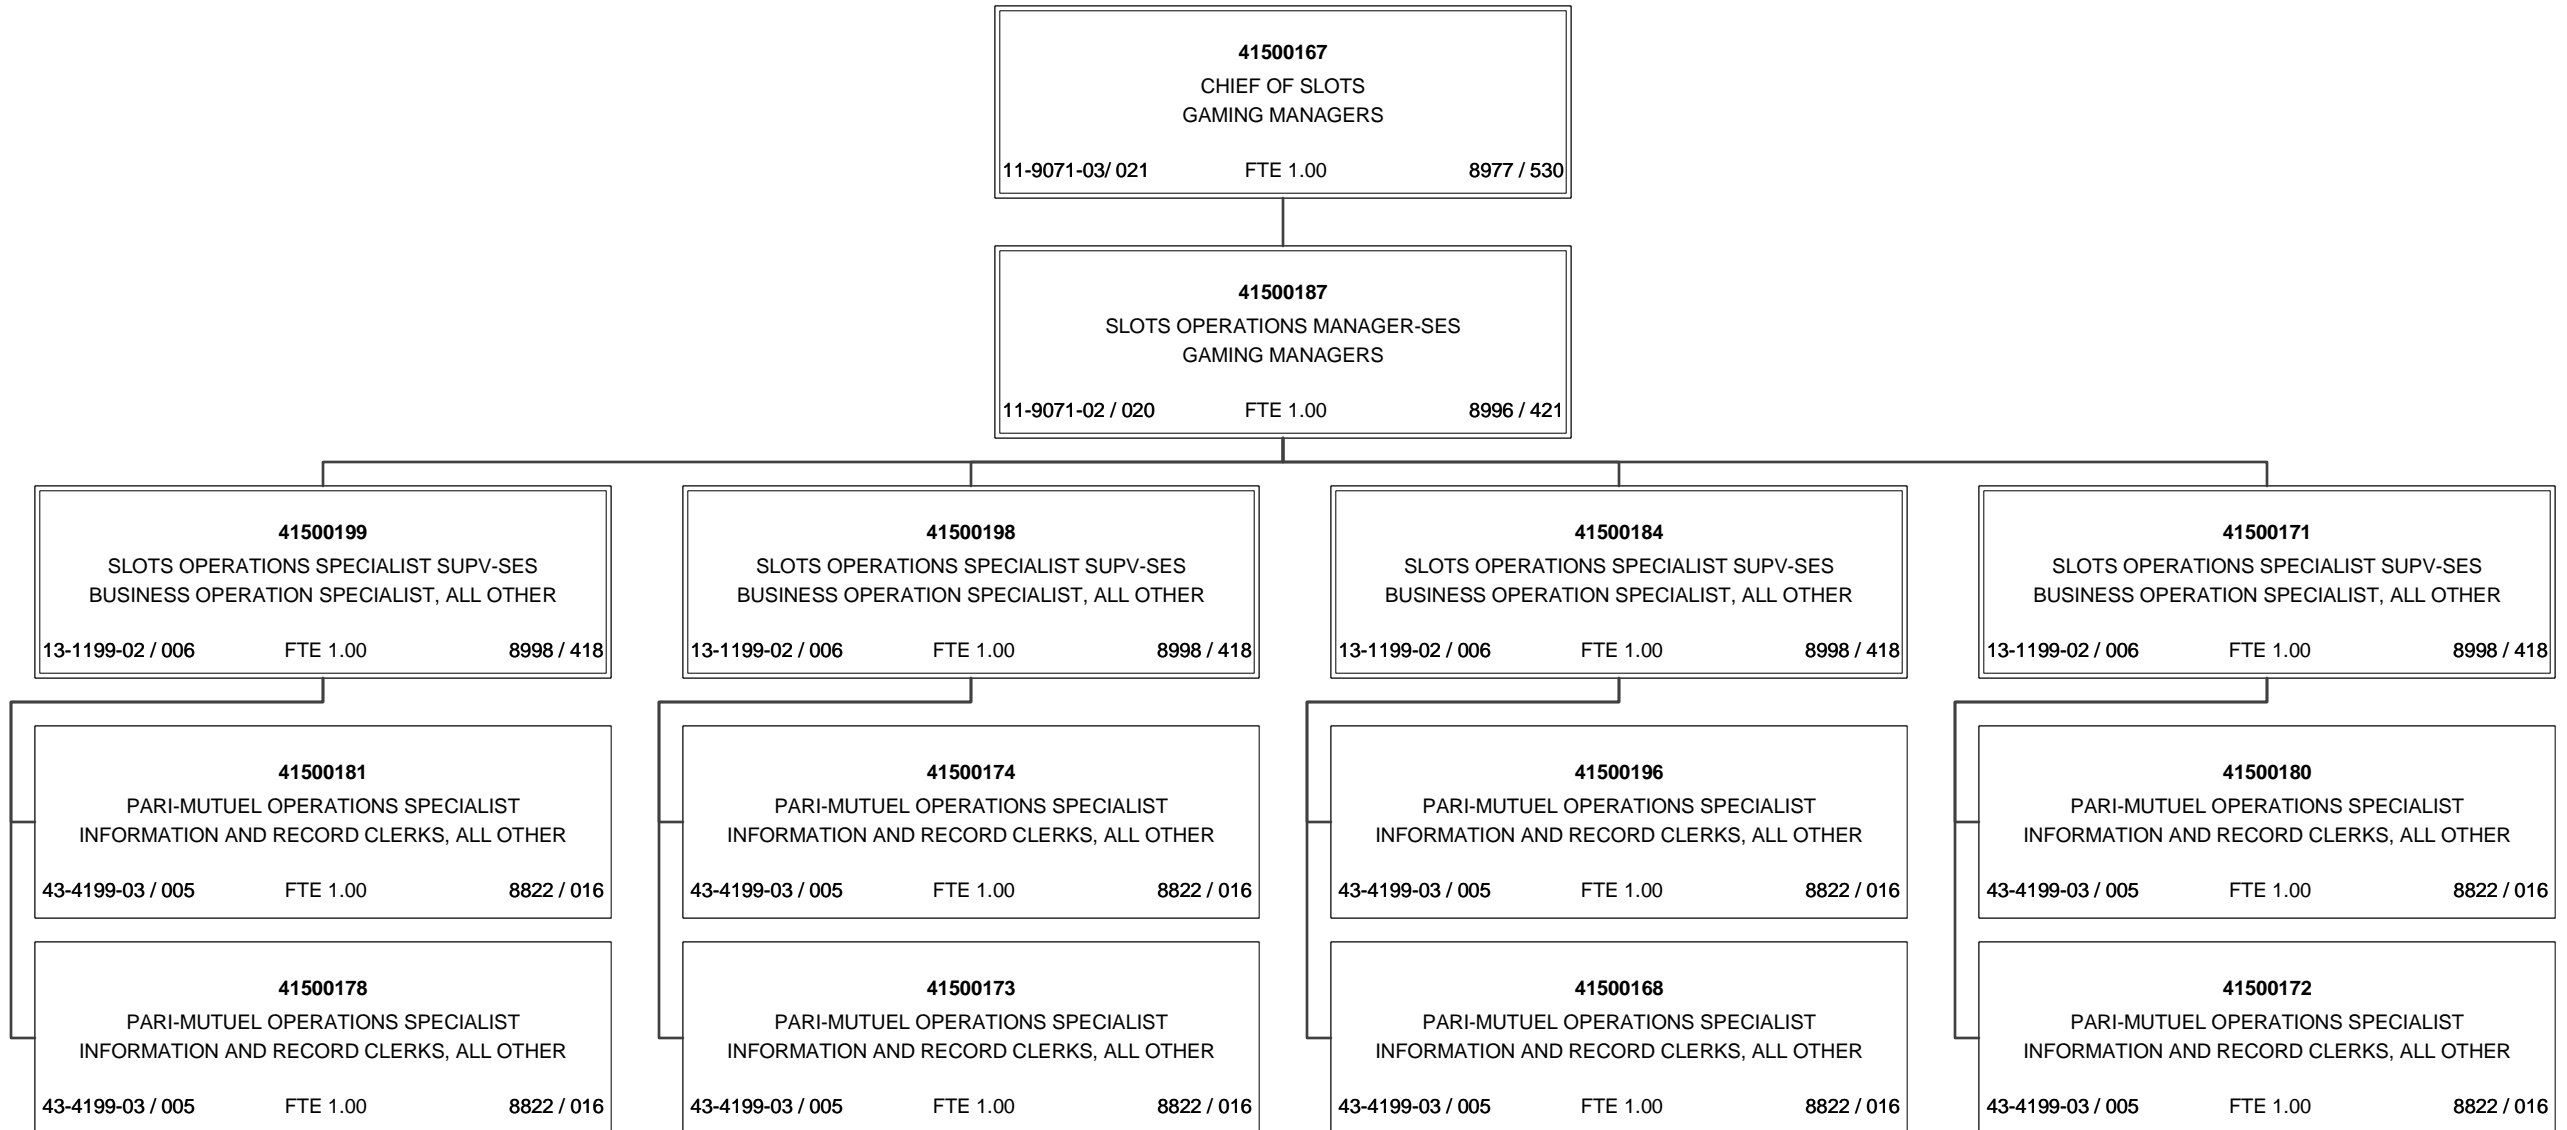 41500167
CHIEF OF SLOTS
GAMING MANAGERS
11-9071-03/ 021 FTE 1.00 8977 / 530
41500187
SLOTS OPERATIONS MANAGER-SES
GAMING MANAGERS
11-9071-02 / 020 FTE 1.00 8996 / 421
41500199
SLOTS OPERATIONS SPECIALIST SUPV-SES
BUSINESS OPERATION SPECIALIST, ALL OTHER
13-1199-02 / 006 FTE 1.00 8998 / 418
41500198
SLOTS OPERATIONS SPECIALIST SUPV-SES
BUSINESS OPERATION SPECIALIST, ALL OTHER
13-1199-02 / 006 FTE 1.00 8998 / 418
41500184
SLOTS OPERATIONS SPECIALIST SUPV-SES
BUSINESS OPERATION SPECIALIST, ALL OTHER
13-1199-02 / 006 FTE 1.00 8998 / 418
41500171
SLOTS OPERATIONS SPECIALIST SUPV-SES
BUSINESS OPERATION SPECIALIST, ALL OTHER
13-1199-02 / 006 FTE 1.00 8998 / 418
41500181
PARI-MUTUEL OPERATIONS SPECIALIST
INFORMATION AND RECORD CLERKS, ALL OTHER
43-4199-03 / 005 FTE 1.00 8822 / 016
41500174
PARI-MUTUEL OPERATIONS SPECIALIST
INFORMATION AND RECORD CLERKS, ALL OTHER
43-4199-03 / 005 FTE 1.00 8822 / 016
41500196
PARI-MUTUEL OPERATIONS SPECIALIST
INFORMATION AND RECORD CLERKS, ALL OTHER
43-4199-03 / 005 FTE 1.00 8822 / 016
41500180
PARI-MUTUEL OPERATIONS SPECIALIST
INFORMATION AND RECORD CLERKS, ALL OTHER
43-4199-03 / 005 FTE 1.00 8822 / 016
41500178
PARI-MUTUEL OPERATIONS SPECIALIST
INFORMATION AND RECORD CLERKS, ALL OTHER
43-4199-03 / 005 FTE 1.00 8822 / 016
41500173
PARI-MUTUEL OPERATIONS SPECIALIST
INFORMATION AND RECORD CLERKS, ALL OTHER
43-4199-03 / 005 FTE 1.00 8822 / 016
41500168
PARI-MUTUEL OPERATIONS SPECIALIST
INFORMATION AND RECORD CLERKS, ALL OTHER
43-4199-03 / 005 FTE 1.00 8822 / 016
41500172
PARI-MUTUEL OPERATIONS SPECIALIST
INFORMATION AND RECORD CLERKS, ALL OTHER
43-4199-03 / 005 FTE 1.00 8822 / 016